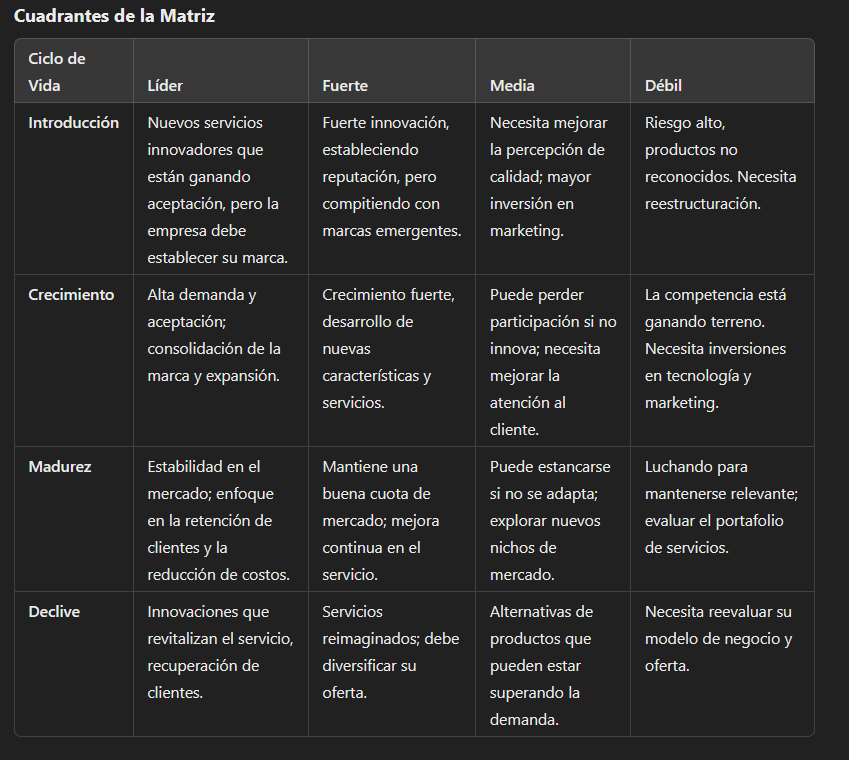 Cuadrantes de la Matriz
Ciclo de
Vida
Líder
Fuerte
Media
Débil
Introducción
Nuevos servicios
innovadores que
están ganando
aceptación, pero la
empresa debe
establecer su marca.
Fuerte innovación,
estableciendo
reputación, pero
compitiendo con
marcas emergentes.
Necesita mejorar
la percepción de
calidad; mayor
inversión en
marketing.
Riesgo alto,
productos no
reconocidos. Necesita
reestructuración.
Crecimiento
Alta demanda y
aceptación;
consolidación de la
marca y expansión.
Crecimiento fuerte,
desarrollo de
nuevas
características y
servicios.
Puede perder
participación si no
innova; necesita
mejorar la
atención al
cliente.
La competencia está
ganando terreno.
Necesita inversiones
en tecnología y
marketing.
Madurez
Estabilidad en el
mercado; enfoque
en la retención de
clientes y la
reducción de costos.
Mantiene una
buena cuota de
mercado; mejora
continua en el
servicio.
Puede estancarse
si no se adapta;
explorar nuevos
nichos de
mercado.
Luchando para
mantenerse relevante;
evaluar el portafolio
de servicios.
Declive
Innovaciones que
revitalizan el servicio,
recuperación de
clientes.
Servicios
reimaginados; debe
diversificar su
oferta.
Alternativas de
productos que
pueden estar
superando la
demanda.
Necesita reevaluar su
modelo de negocio y
oferta.